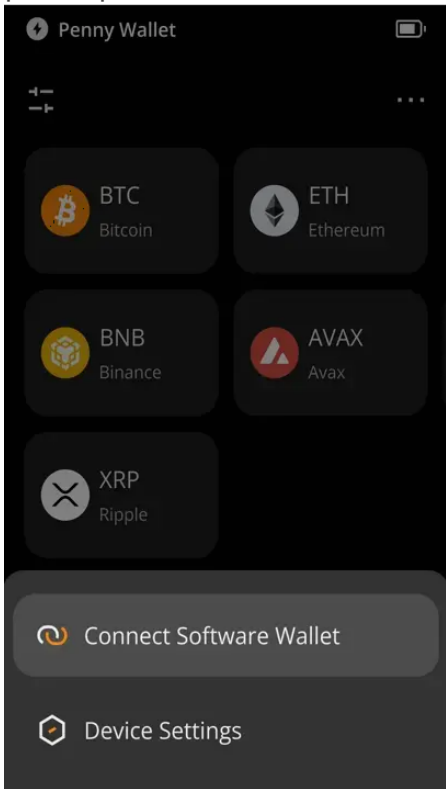 Penny Wallet
BTC
Bitcoin
ETH
Ethereum
BNB
Binance
AVAX
Avax
XRP
Ripple
Connect Software Wallet
Device Settings